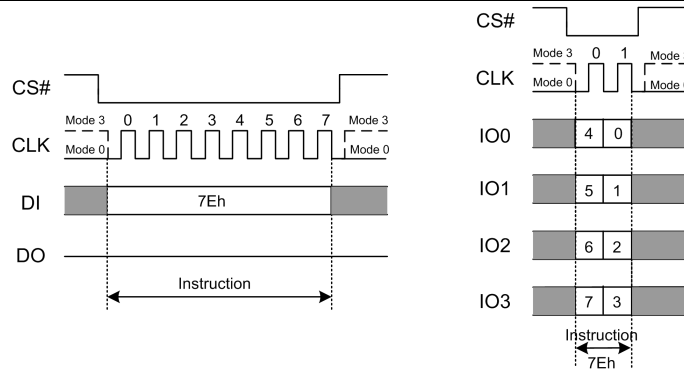 CS#
Mode 3 0 1 2 3 4 5 6 7 Mode 3
CLK
Mode 0 Mode 0
DI 7Eh
DO
Instruction
CS#
Mode 3 0 1 Mode
CLK
Mode 0 Mode
IO0 4 0
IO1 5 1
IO2 6 2
IO3 7 3
Instruction
7Eh